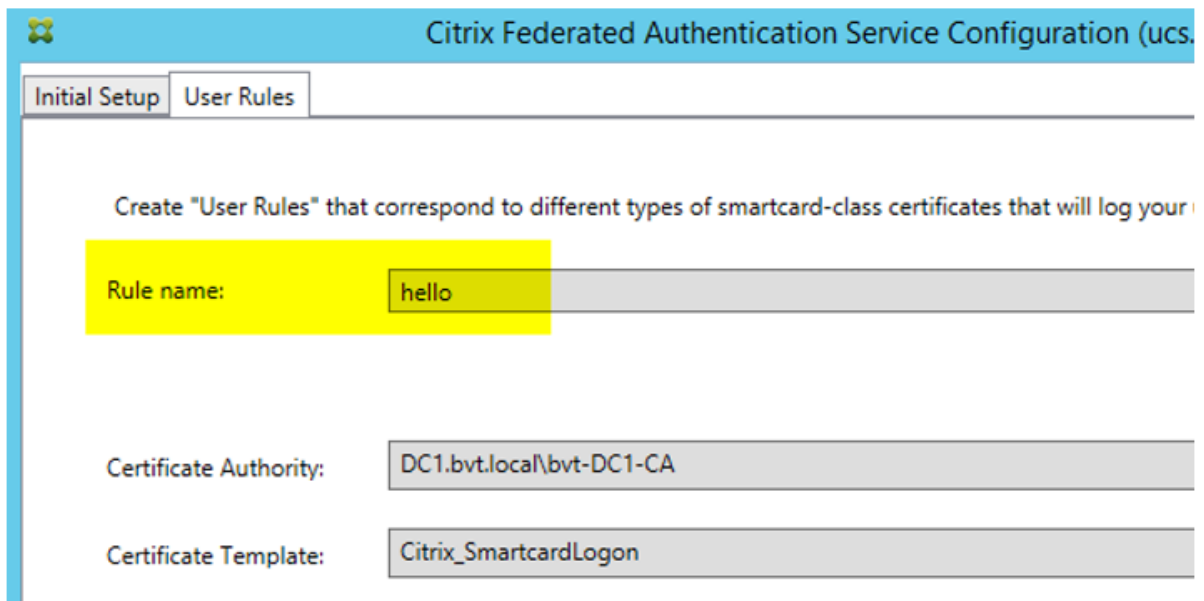 Citrix Federated Authentication Service Configuration (ucs.
Initial Setup User Rules
Create "User Rules" that correspond to different types of smartcard-class certificates that will log your
Rule name: hello
Certificate Authority: DC1.bvt.local\bvt-DC1-CA
Certificate Template: Citrix_SmartcardLogon